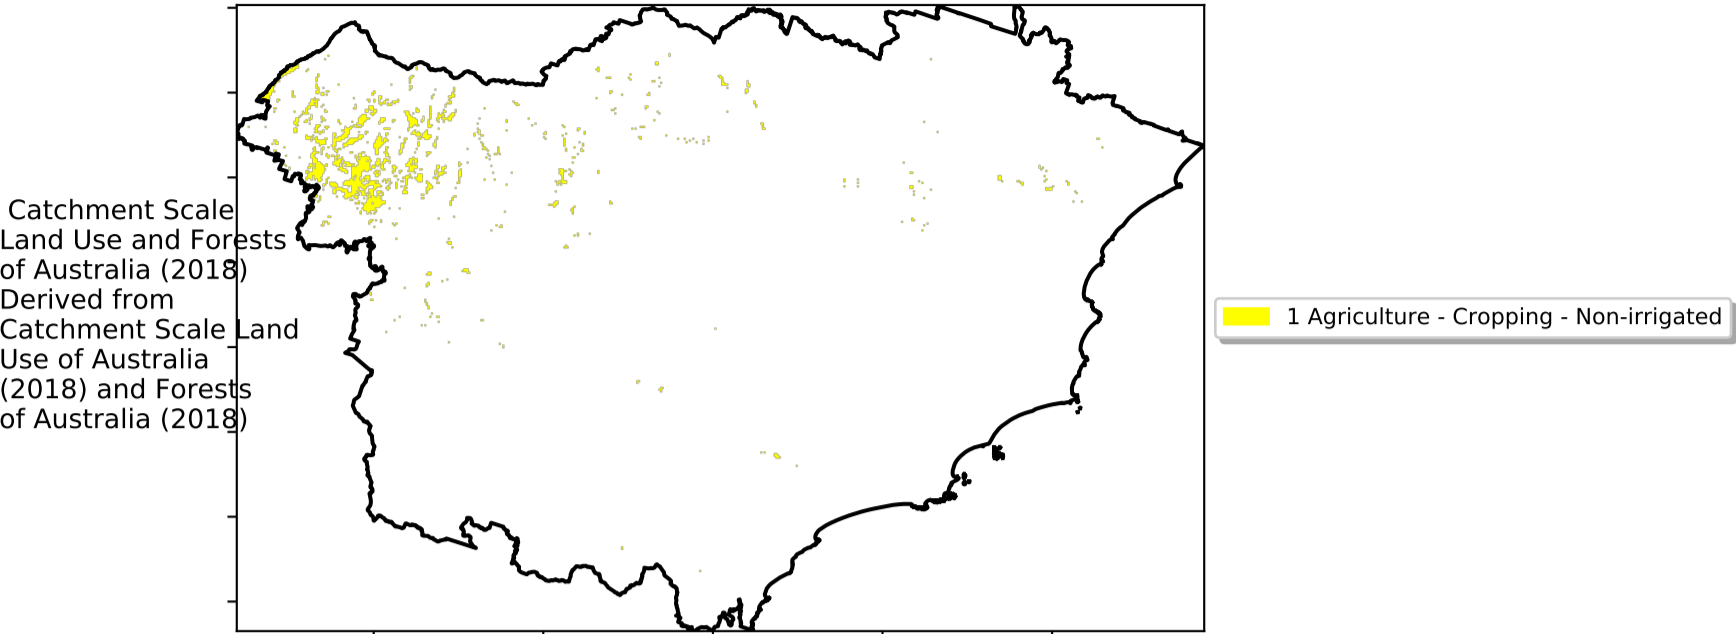 Catchment Scale
Land Use and Forests
of Australia (2018)
Derived from
Catchment Scale Land
Use of Australia
(2018) and Forests
of Australia (2018)
1 Agriculture - Cropping - Non-irrigated